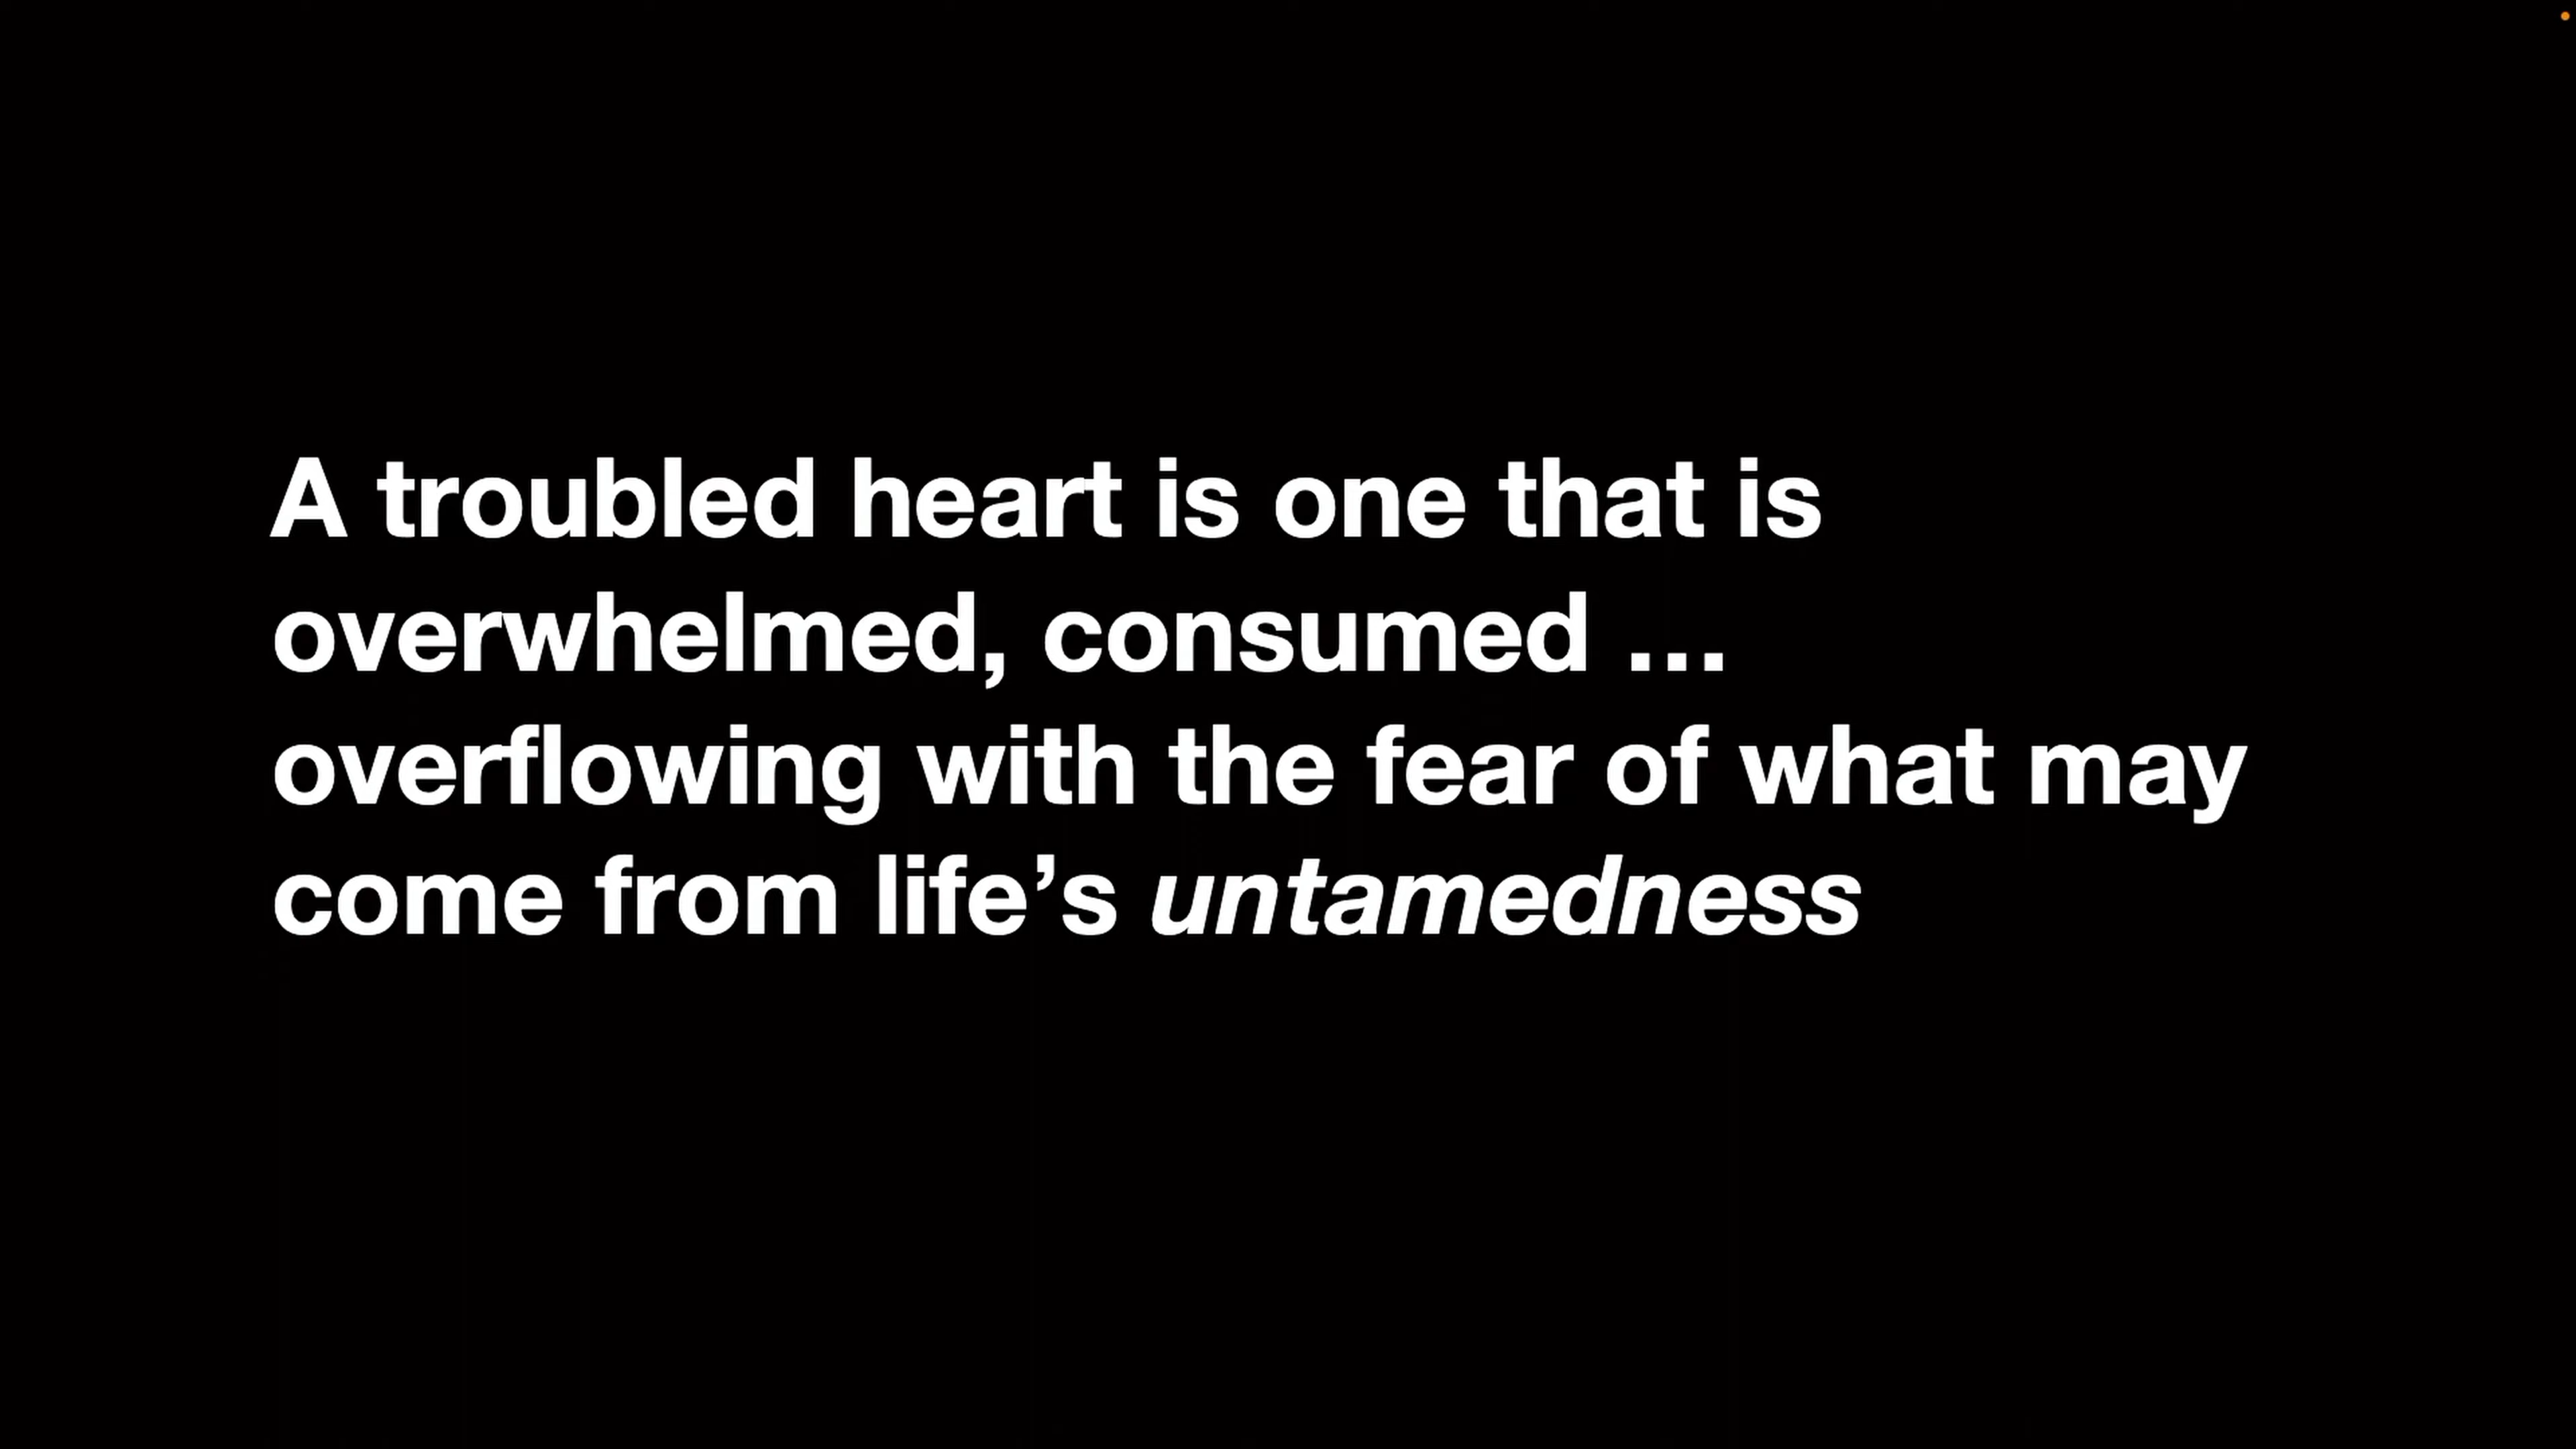 A troubled heart is one that is
overwhelmed, consumed …
overflowing with the fear of what may
come from life’s untamedness